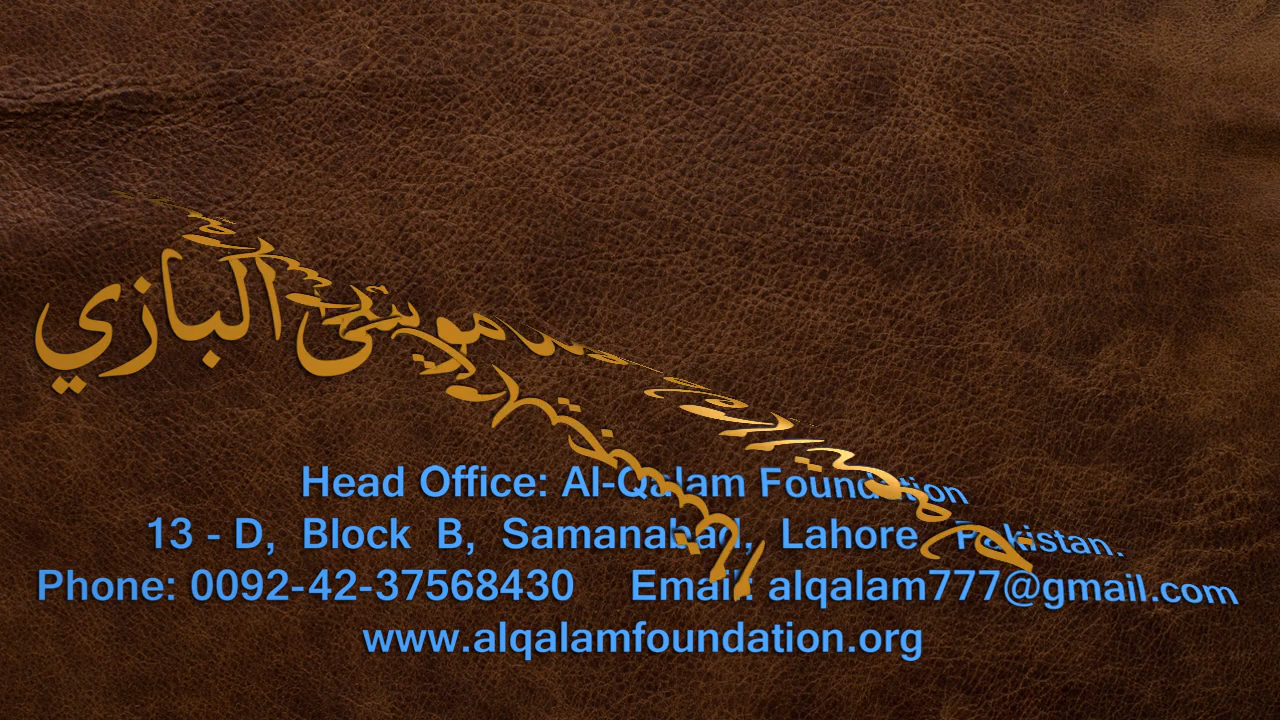 موسى البازي
Head Office: Al-Qalam Foundation
13 - D, Block B, Samanabad, Lahore, Pakistan.
Phone: 0092-42-37568430 Email: alqalam777@gmail.com
www.alqalamfoundation.org